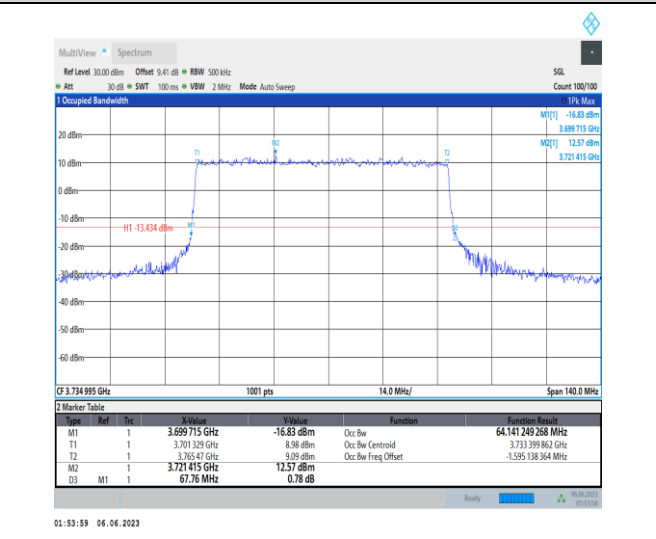 MultiView Spectrum
Ref Level 30.00 dBm Offset 9.41 dB RBW 500 kHz SGL
Att 30 dB SWT 100 ms VBW 2 MHz Mode Auto Sweep Count 100/100
1 Occupied Bandwidth 1Pk Max
M1[1] -16.83 dBm
3.699 715 GHz
M2[1] 12.57 dBm
3.721 415 GHz
20 dBm
T1 M2 T2
10 dBm
0 dBm
-10 dBm
H1 -13.434 dBm M1
-20 dBm
-30 dBm
-40 dBm
-50 dBm
-60 dBm
CF 3.734 995 GHz 1001 pts 14.0 MHz/ Span 140.0 MHz
2 Marker Table
Type Ref Trc X-Value Y-Value Function Function Result
M1 1 3.699 715 GHz -16.83 dBm Occ Bw 64.141 249 268 MHz
T1 1 3.701 329 GHz 8.98 dBm Occ Bw Centroid 3.733 399 862 GHz
T2 1 3.765 47 GHz 9.09 dBm Occ Bw Freq Offset -1.595 138 364 MHz
M2 1 3.721 415 GHz 12.57 dBm
D3 M1 1 67.76 MHz 0.78 dB
Ready 06.06.2023
01:53:58
01:53:59 06.06.2023